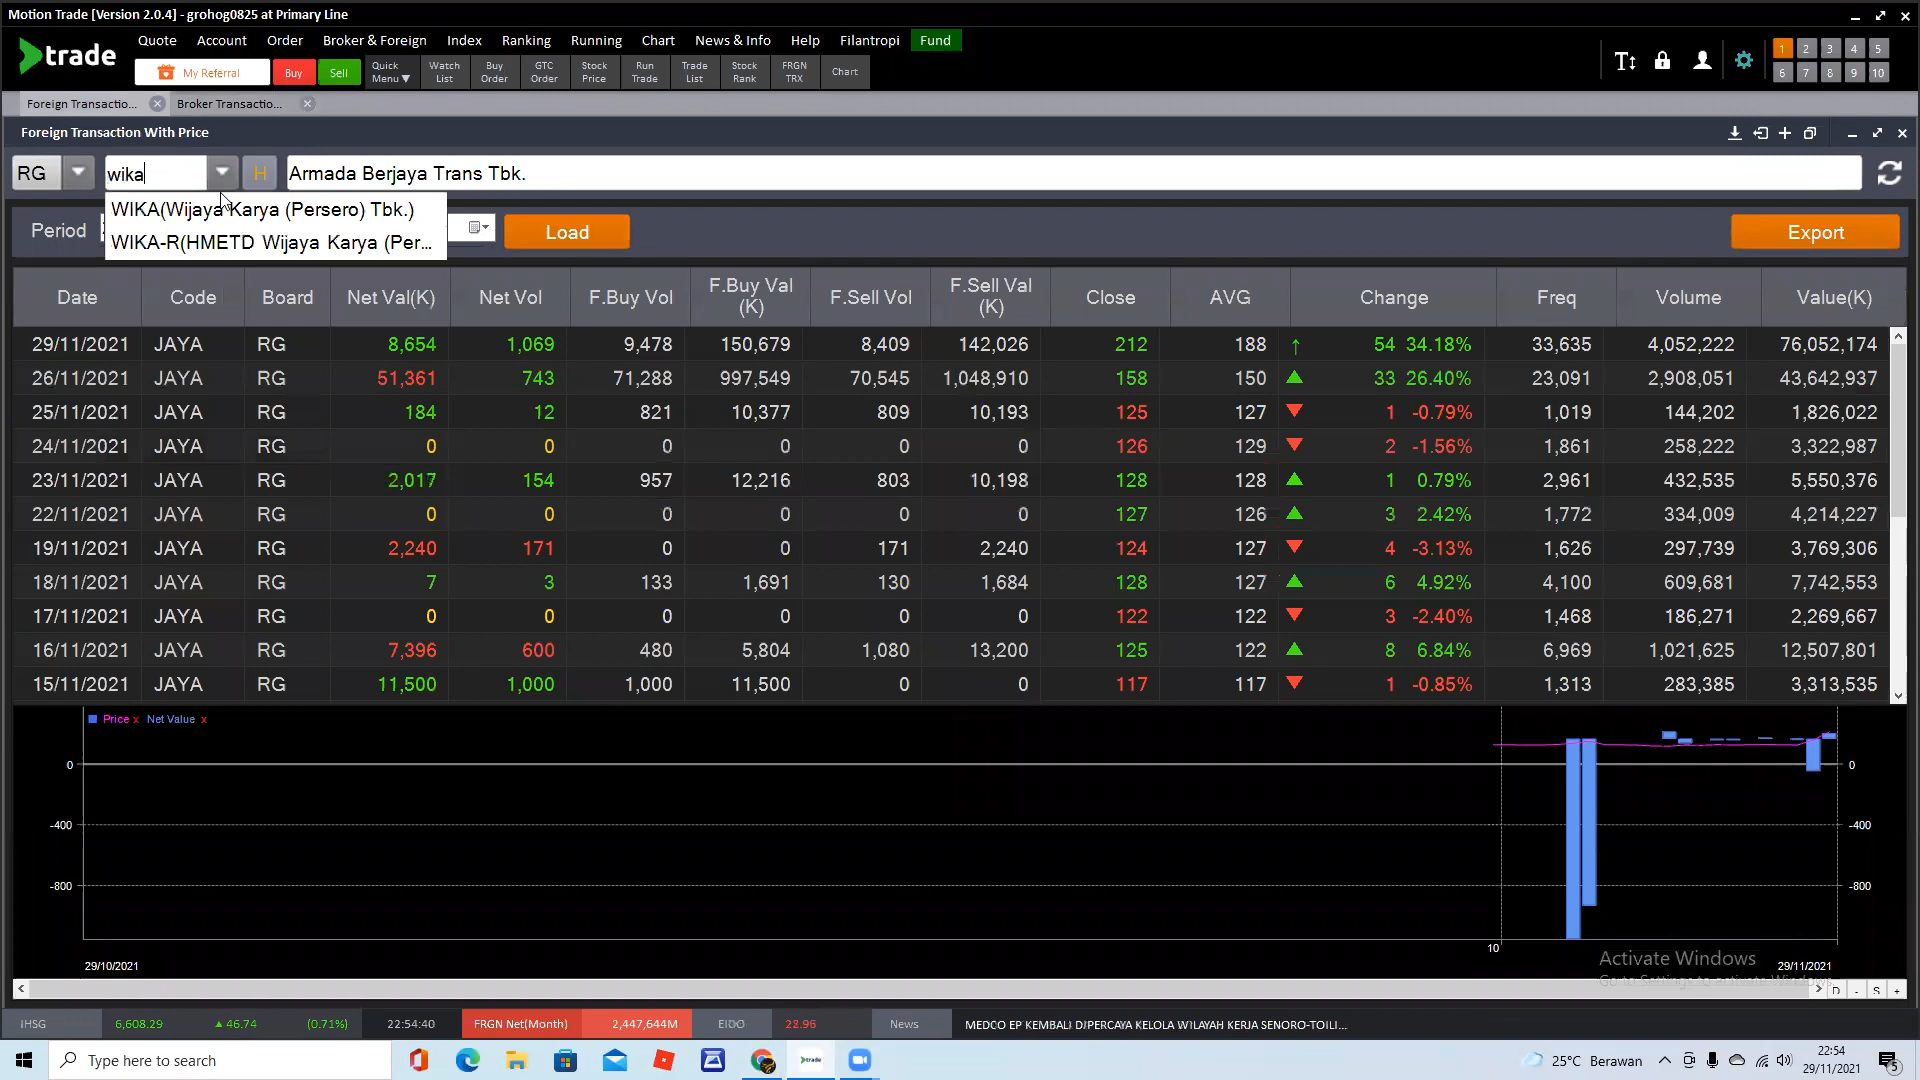 Motion Trade [Version 2.0.4] - grohog0825 at Primary Line
trade
Quote Account Order Broker & Foreign Index Ranking Running Chart News & Info Help Filantropi Fund
My Referral Buy Sell Quick Menu▼ Watch List Buy Order GTC Order Stock Price Run Trade Trade List Stock Rank FRGN TRX Chart
1 2 3 4 5
6 7 8 9 10
Foreign Transactio... Broker Transactio...
Foreign Transaction With Price
RG wika H Armada Berjaya Trans Tbk.
WIKA(Wijaya Karya (Persero) Tbk.)
WIKA-R(HMETD Wijaya Karya (Per...
Period Load Export
Date Code Board Net Val(K) Net Vol F.Buy Vol F.Buy Val (K) F.Sell Vol F.Sell Val (K) Close AVG Change Freq Volume Value(K)
29/11/2021 JAYA RG 8,654 1,069 9,478 150,679 8,409 142,026 212 188 ↑ 54 34.18% 33,635 4,052,222 76,052,174
26/11/2021 JAYA RG 51,361 743 71,288 997,549 70,545 1,048,910 158 150 ▲ 33 26.40% 23,091 2,908,051 43,642,937
25/11/2021 JAYA RG 184 12 821 10,377 809 10,193 125 127 ▼ 1 -0.79% 1,019 144,202 1,826,022
24/11/2021 JAYA RG 0 0 0 0 0 0 126 129 ▼ 2 -1.56% 1,861 258,222 3,322,987
23/11/2021 JAYA RG 2,017 154 957 12,216 803 10,198 128 128 ▲ 1 0.79% 2,961 432,535 5,550,376
22/11/2021 JAYA RG 0 0 0 0 0 0 127 126 ▲ 3 2.42% 1,772 334,009 4,214,227
19/11/2021 JAYA RG 2,240 171 0 0 171 2,240 124 127 ▼ 4 -3.13% 1,626 297,739 3,769,306
18/11/2021 JAYA RG 7 3 133 1,691 130 1,684 128 127 ▲ 6 4.92% 4,100 609,681 7,742,553
17/11/2021 JAYA RG 0 0 0 0 0 0 122 122 ▼ 3 -2.40% 1,468 186,271 2,269,667
16/11/2021 JAYA RG 7,396 600 480 5,804 1,080 13,200 125 122 ▲ 8 6.84% 6,969 1,021,625 12,507,801
15/11/2021 JAYA RG 11,500 1,000 1,000 11,500 0 0 117 117 ▼ 1 -0.85% 1,313 283,385 3,313,535
Price x Net Value x
0 0
-400 -400
-800 -800
10
Activate Windows
29/10/2021 29/11/2021
Go to Settings to activate Windows.
D - S +
IHSG 6,608.29 ▲ 46.74 (0.71%) 22:54:40 FRGN Net(Month) 2,447,644M EIDO 23.96 News MEDCO EP KEMBALI DIPERCAYA KELOLA WILAYAH KERJA SENORO-TOILI...
Type here to search trade 25°C Berawan 22:54
29/11/2021 5